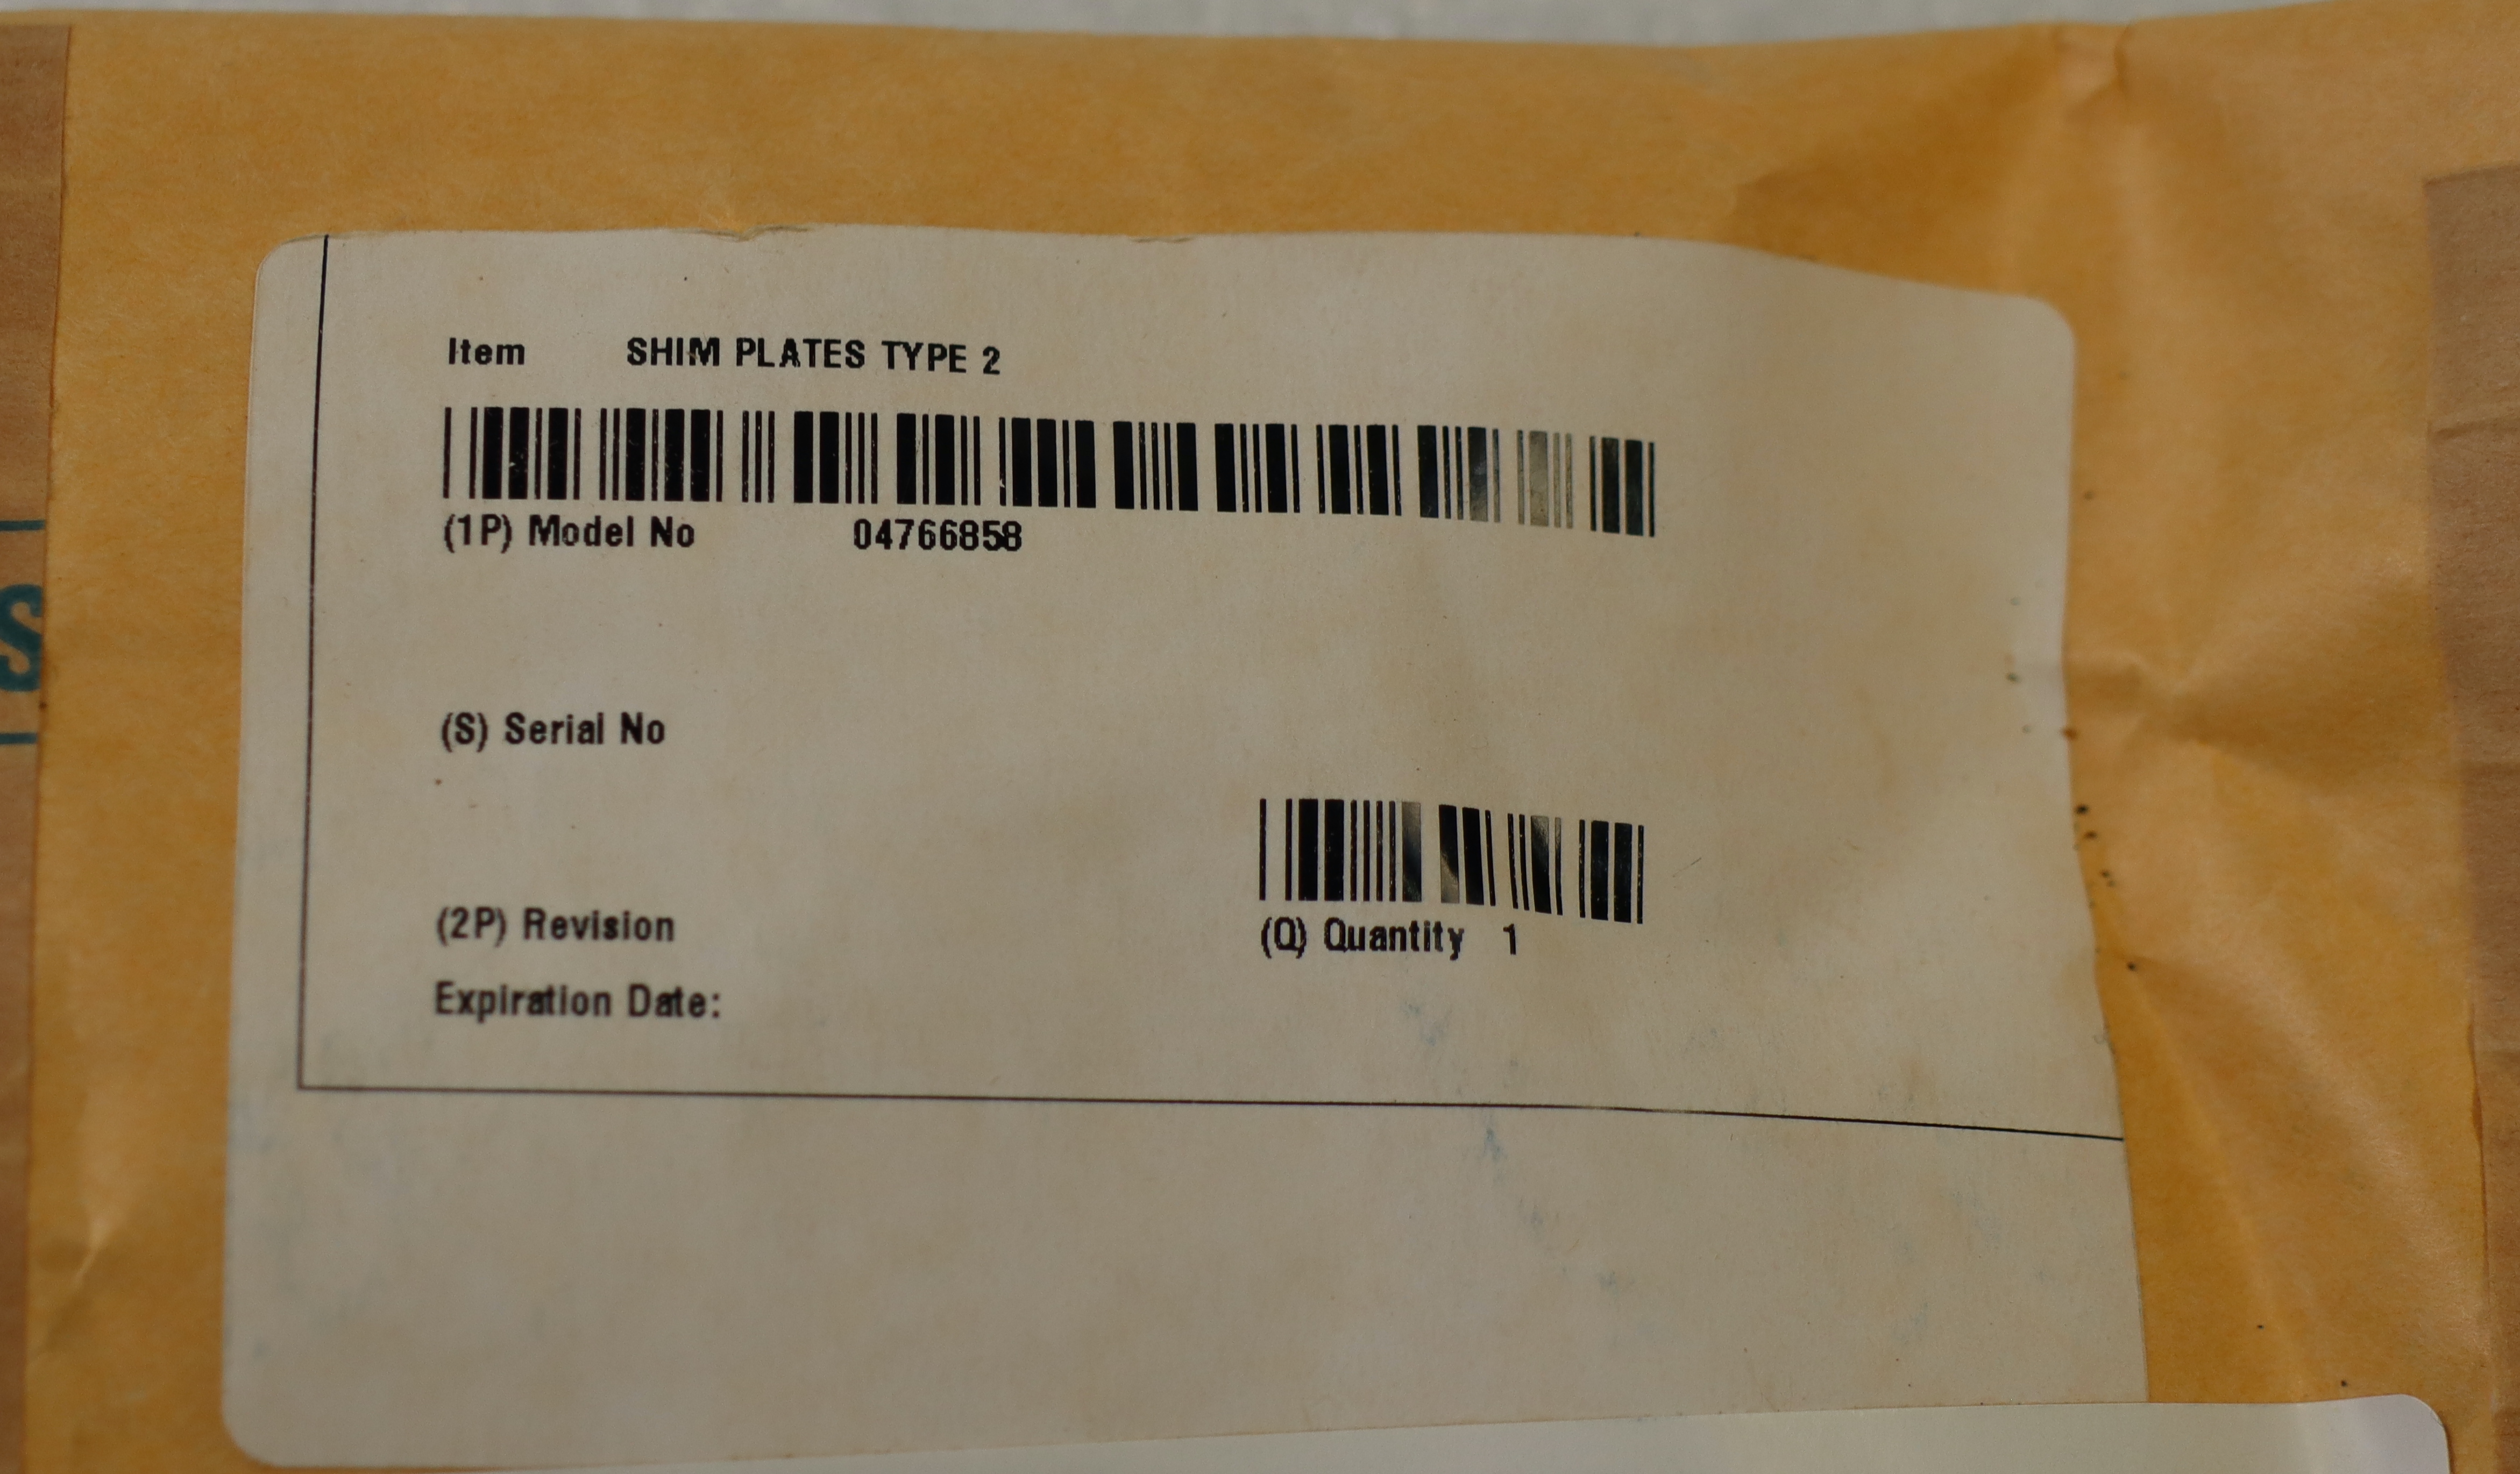 Item SHIM PLATES TYPE 2
(1P) Model No 04766858
S
(S) Serial No
(2P) Revision
(Q) Quantity 1
Expiration Date: